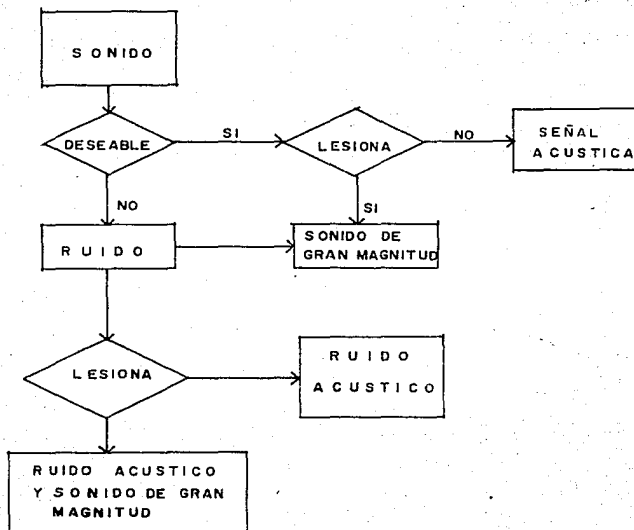 SONIDO
DESEABLE
SI
LESIONA
NO
SEÑAL
ACUSTICA
NO
SI
RUIDO
SONIDO DE
GRAN MAGNITUD
LESIONA
RUIDO
ACUSTICO
RUIDO ACUSTICO
Y SONIDO DE GRAN
MAGNITUD